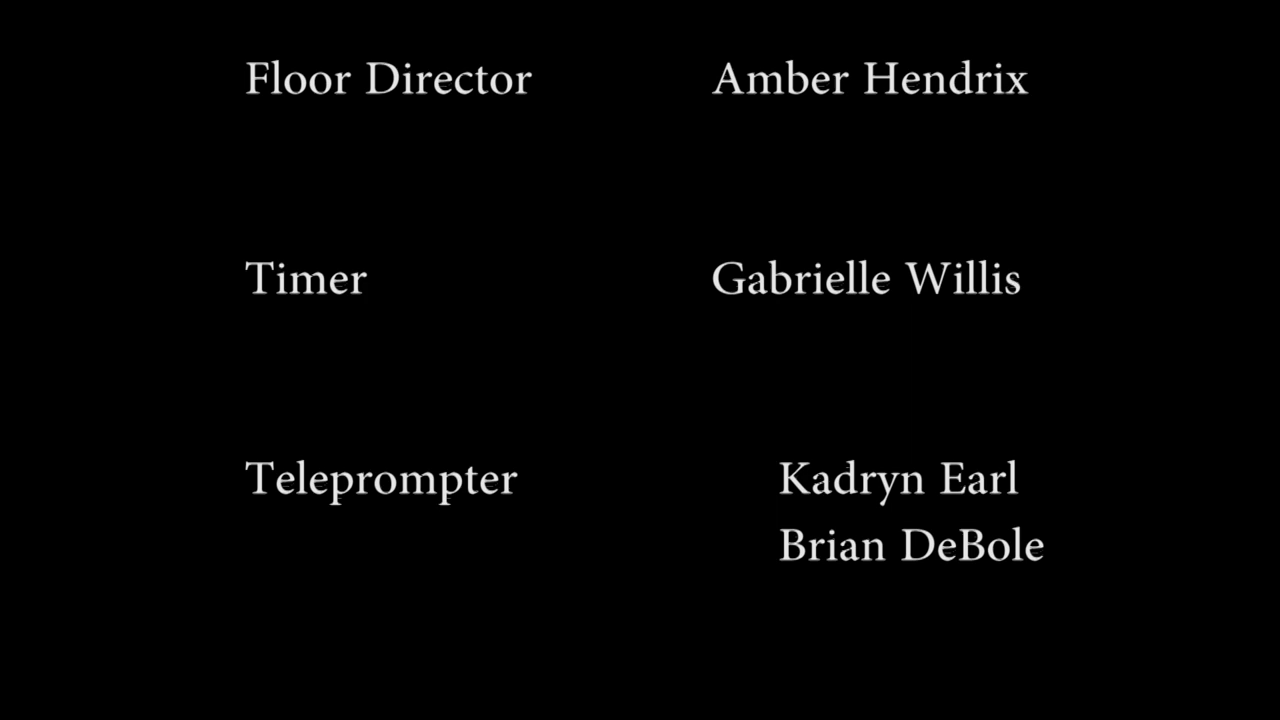 Floor Director Amber Hendrix
Timer Gabrielle Willis
Teleprompter Kadryn Earl
Brian DeBole